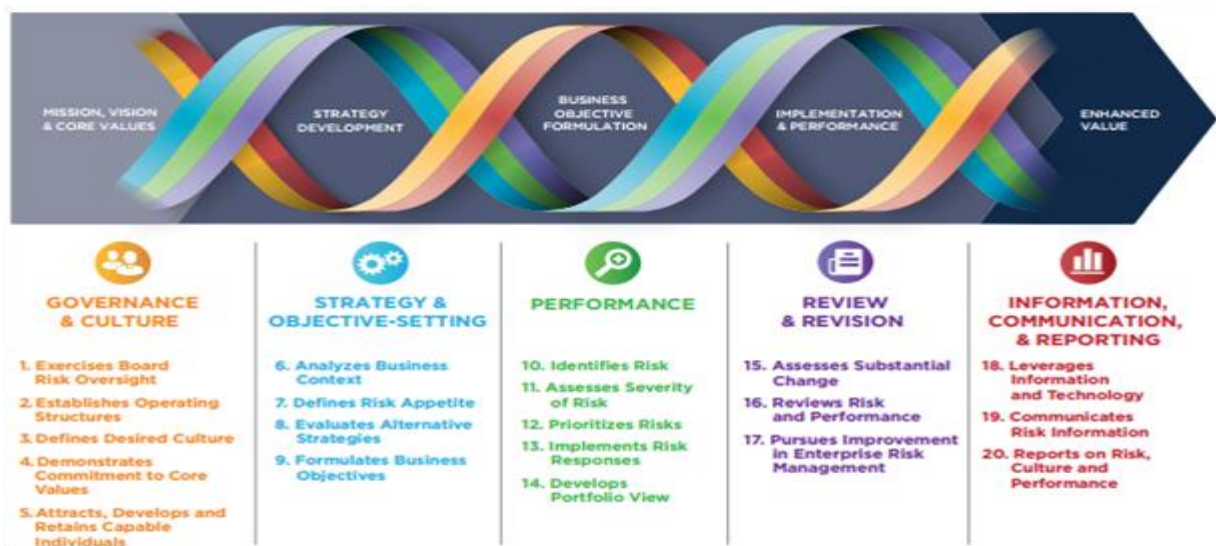 MISSION, VISION
& CORE VALUES
STRATEGY
DEVELOPMENT
BUSINESS
OBJECTIVE
FORMULATION
IMPLEMENTATION
& PERFORMANCE
ENHANCED
VALUE
GOVERNANCE
& CULTURE
1. Exercises Board
Risk Oversight
2. Establishes Operating
Structures
3. Defines Desired Culture
4. Demonstrates
Commitment to Core
Values
5. Attracts, Develops and
Retains Capable
Individuals
STRATEGY &
OBJECTIVE-SETTING
6. Analyzes Business
Context
7. Defines Risk Appetite
8. Evaluates Alternative
Strategies
9. Formulates Business
Objectives
PERFORMANCE
10. Identifies Risk
11. Assesses Severity
of Risk
12. Prioritizes Risks
13. Implements Risk
Responses
14. Develops
Portfolio View
REVIEW
& REVISION
15. Assesses Substantial
Change
16. Reviews Risk
and Performance
17. Pursues Improvement
in Enterprise Risk
Management
INFORMATION,
COMMUNICATION,
& REPORTING
18. Leverages
Information
and Technology
19. Communicates
Risk Information
20. Reports on Risk,
Culture and
Performance